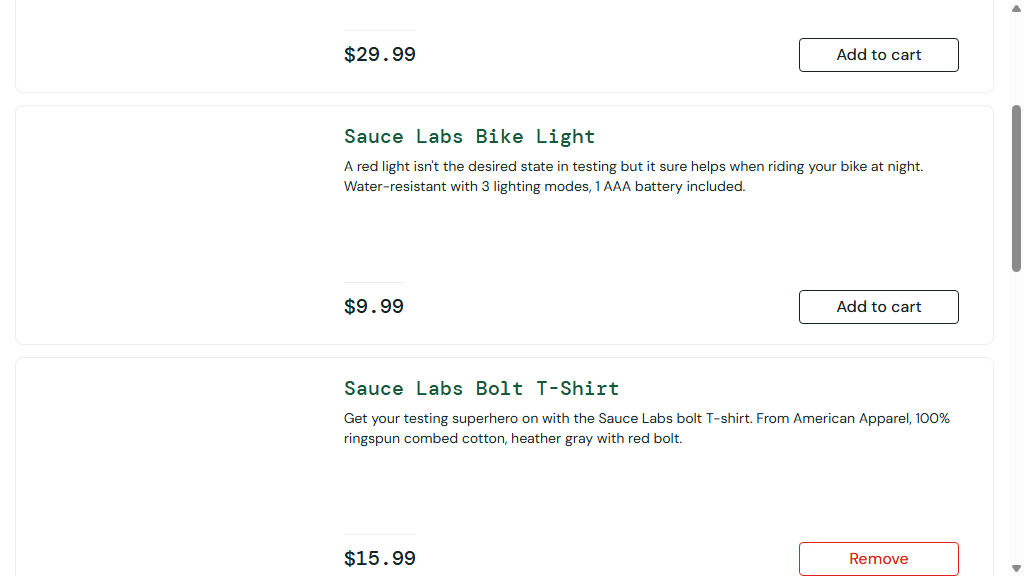 $29.99
Add to cart
Sauce Labs Bike Light
A red light isn't the desired state in testing but it sure helps when riding your bike at night.
Water-resistant with 3 lighting modes, 1 AAA battery included.
$9.99
Add to cart
Sauce Labs Bolt T-Shirt
Get your testing superhero on with the Sauce Labs bolt T-shirt. From American Apparel, 100%
ringspun combed cotton, heather gray with red bolt.
$15.99
Remove